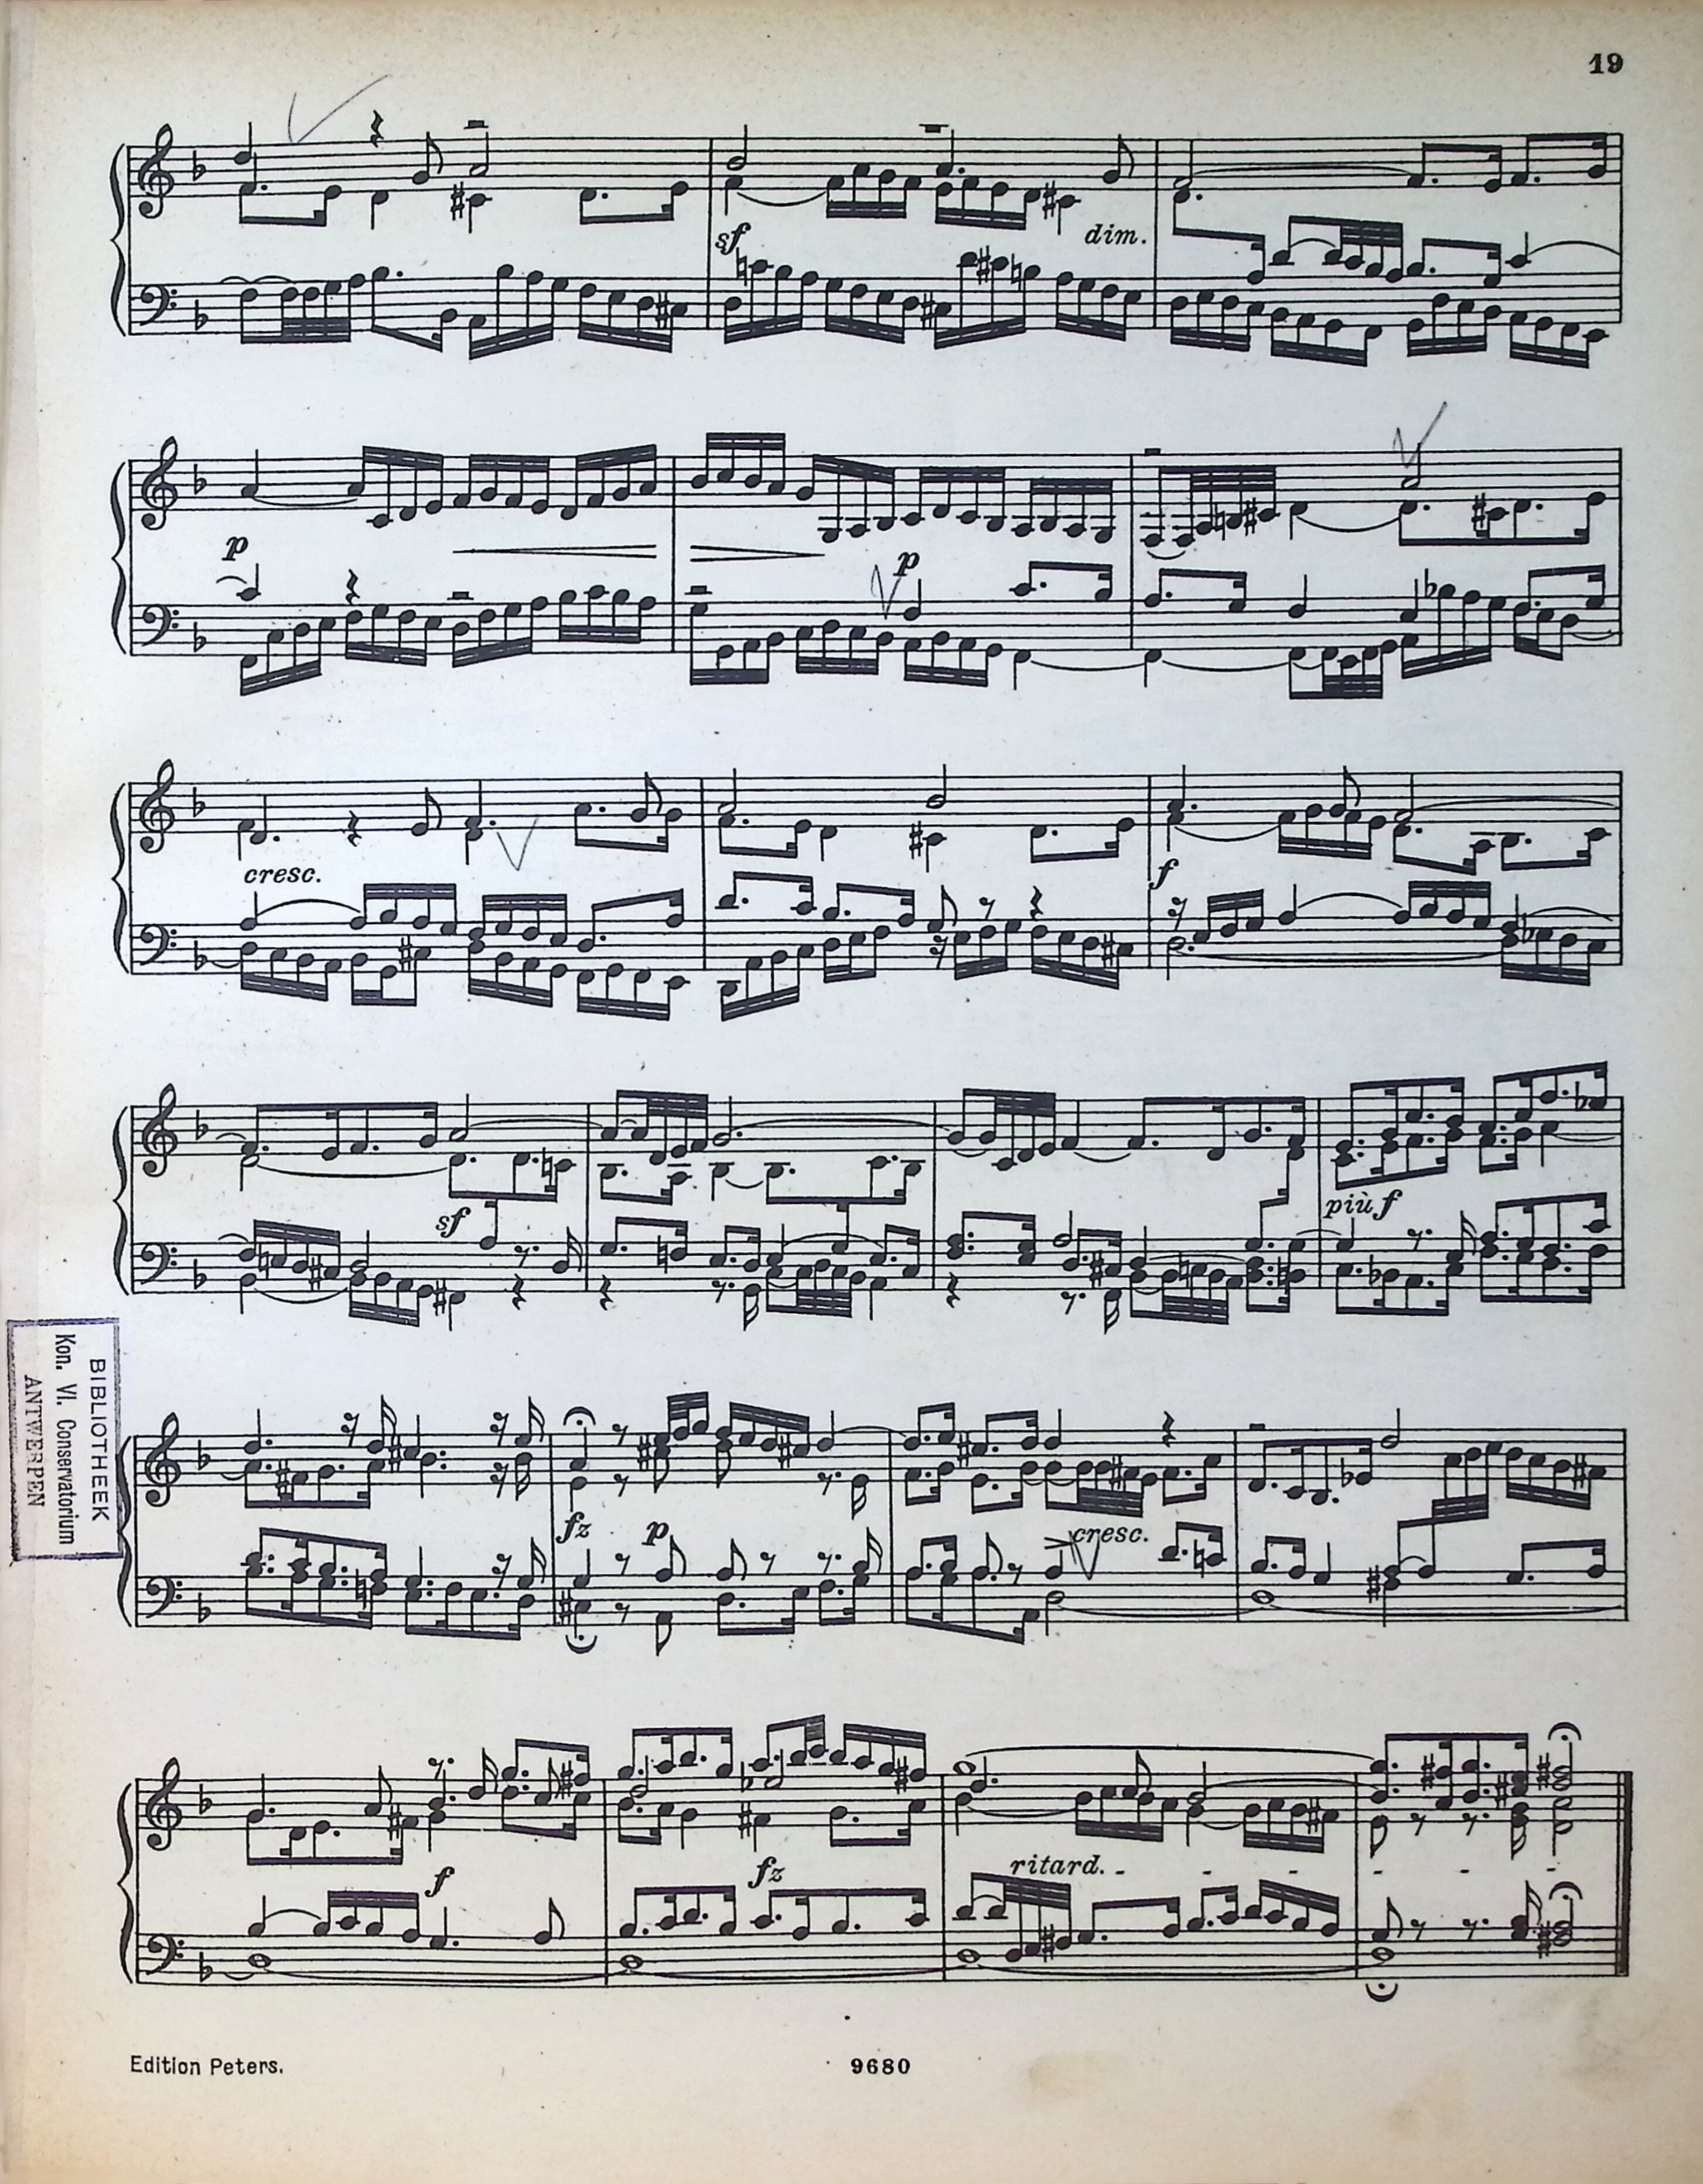 19
sf
dim.
p
p
cresc.
f
sf
più f
fz
p
cresc.
f
fz
ritard. - - - - -
BIBLIOTHEEK
Kon. Vl. Conservatorium
ANTWERPEN
Edition Peters.
9680